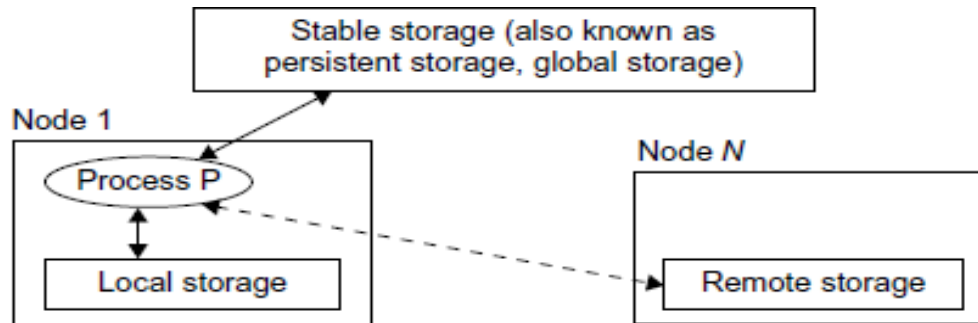 Stable storage (also known as
persistent storage, global storage)
Node 1
Process P
Local storage
Node N
Remote storage